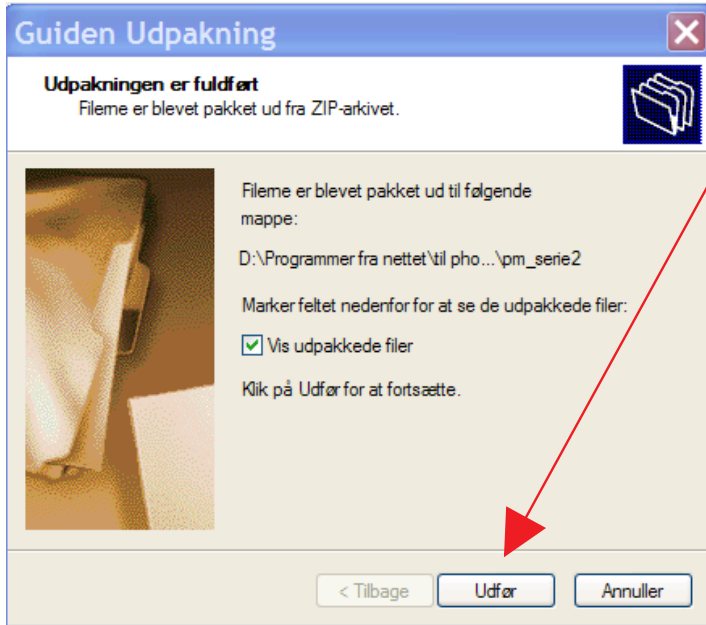 Guiden Udpakning
Udpakningen er fuldført
Filerne er blevet pakket ud fra ZIP-arkivet.
Filerne er blevet pakket ud til følgende
mappe:
D:\Programmer fra nettet\til pho...\pm_serie2
Marker feltet nedenfor for at se de udpakkede filer:
Vis udpakkede filer
Klik på Udfør for at fortsætte.
< Tilbage
Udfør
Annuller